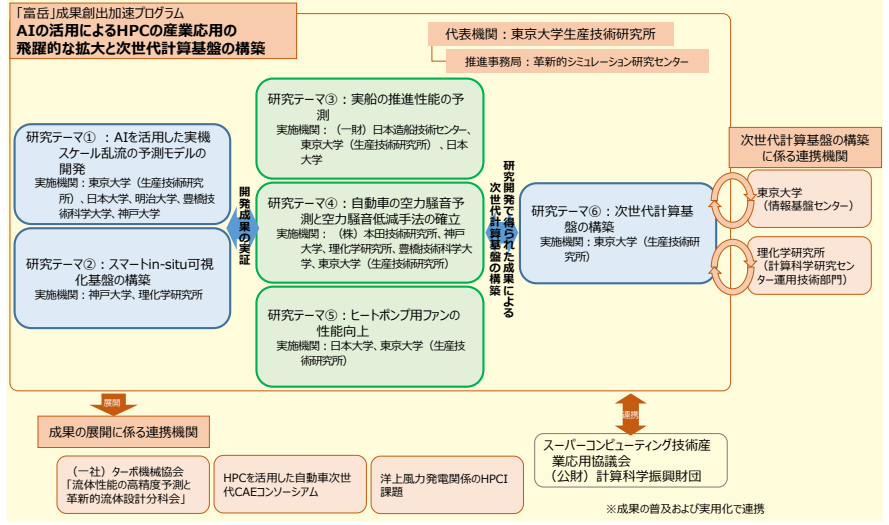 「富岳」成果創出加速プログラム
AIの活用によるHPCの産業応用の
飛躍的な拡大と次世代計算基盤の構築
代表機関：東京大学生産技術研究所
推進事務局：革新的シミュレーション研究センター
研究テーマ① ：AIを活用した実機
スケール乱流の予測モデルの
開発
実施機関：東京大学（生産技術研究
所）、日本大学、明治大学、豊橋技
術科学大学、神戸大学
研究テーマ②：スマートin-situ可視
化基盤の構築
実施機関：神戸大学、理化学研究所
開発成果の実証
研究テーマ③：実船の推進性能の予
測
実施機関：（一財）日本造船技術センター、
東京大学（生産技術研究所）、日本
大学
研究テーマ④：自動車の空力騒音予
測と空力騒音低減手法の確立
実施機関： （株）本田技術研究所、神戸
大学、理化学研究所、豊橋技術科学大
学、東京大学（生産技術研究所）
研究テーマ⑤：ヒートポンプ用ファンの
性能向上
実施機関：日本大学、東京大学（生産技
術研究所）
研究開発で得られた成果による
次世代計算基盤の構築
研究テーマ⑥：次世代計算基
盤の構築
実施機関：東京大学（生産技術研
究所）
次世代計算基盤の構築
に係る連携機関
東京大学
（情報基盤センター）
理化学研究所
（計算科学研究セン
ター運用技術部門）
展開
成果の展開に係る連携機関
（一社）ターボ機械協会
「流体性能の高精度予測と
革新的流体設計分科会」
HPCを活用した自動車次世
代CAEコンソーシアム
洋上風力発電関係のHPCI
課題
連携
スーパーコンピューティング技術産
業応用協議会
（公財）計算科学振興財団
※成果の普及および実用化で連携